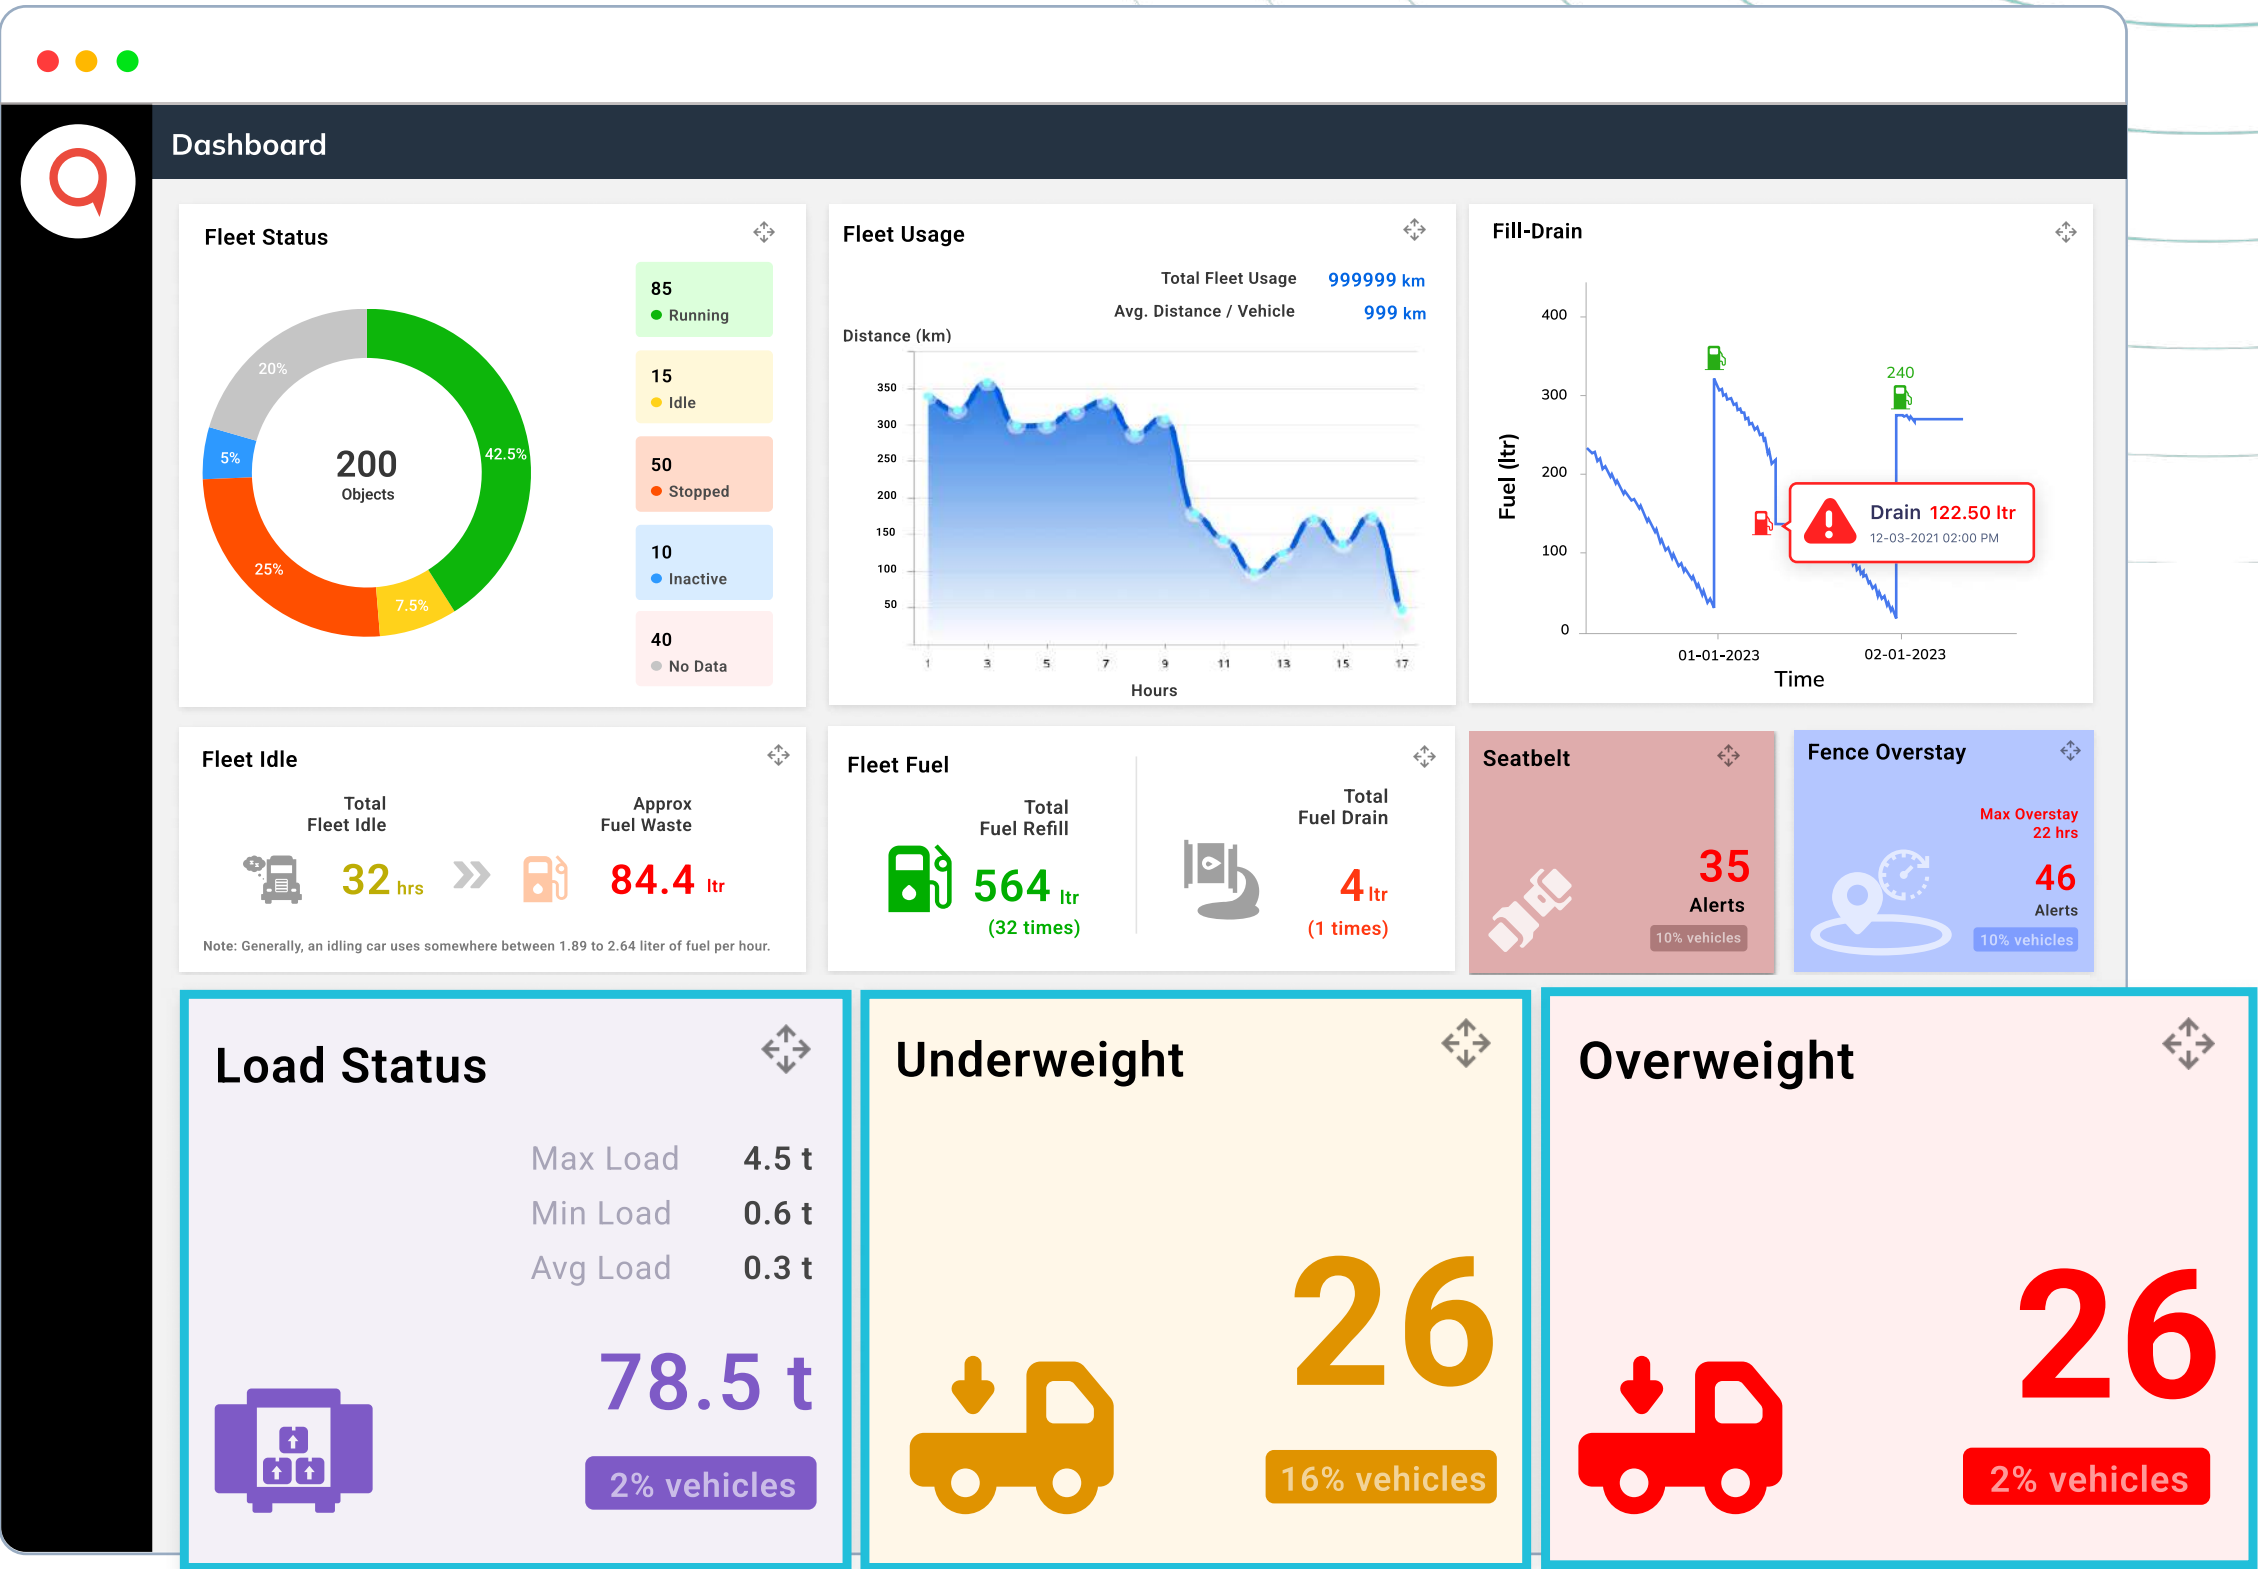 Dashboard
Fleet Status
85
Running
15
Idle
50
Stopped
10
Inactive
40
No Data
20%
5%
42.5%
25%
7.5%
200
Objects
Fleet Usage
Total Fleet Usage 999999 km
Avg. Distance / Vehicle 999 km
Distance (km)
350
300
250
200
150
100
50
1 3 5 7 9 11 13 15 17
Hours
Fill-Drain
400
300
200
100
0
Fuel (ltr)
240
Drain 122.50 ltr
12-03-2021 02:00 PM
01-01-2023 02-01-2023
Time
Fleet Idle
Total
Fleet Idle
32 hrs
Approx
Fuel Waste
84.4 ltr
Note: Generally, an idling car uses somewhere between 1.89 to 2.64 liter of fuel per hour.
Fleet Fuel
Total
Fuel Refill
564 ltr
(32 times)
Total
Fuel Drain
4 ltr
(1 times)
Seatbelt
35
Alerts
10% vehicles
Fence Overstay
Max Overstay
22 hrs
46
Alerts
10% vehicles
Load Status
Max Load 4.5 t
Min Load 0.6 t
Avg Load 0.3 t
78.5 t
2% vehicles
Underweight
26
16% vehicles
Overweight
26
2% vehicles